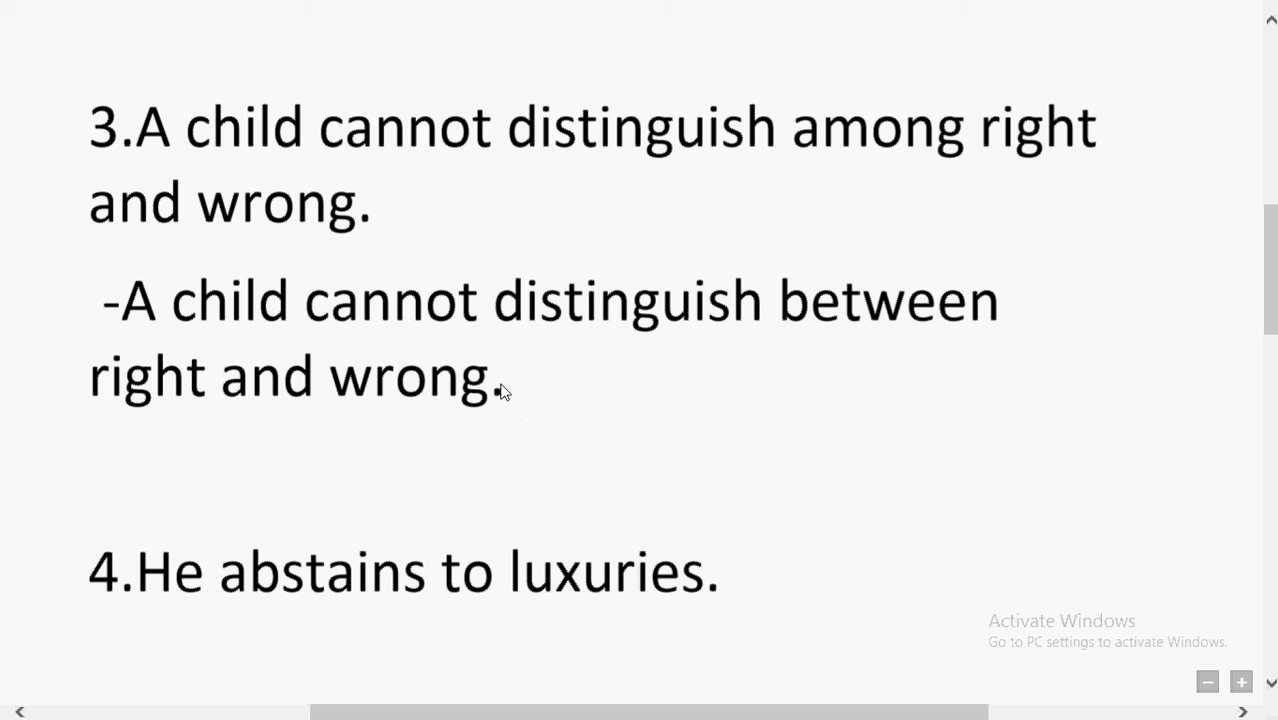 3.A child cannot distinguish among right
and wrong.
-A child cannot distinguish between
right and wrong.
4.He abstains to luxuries.
Activate Windows
Go to PC settings to activate Windows.